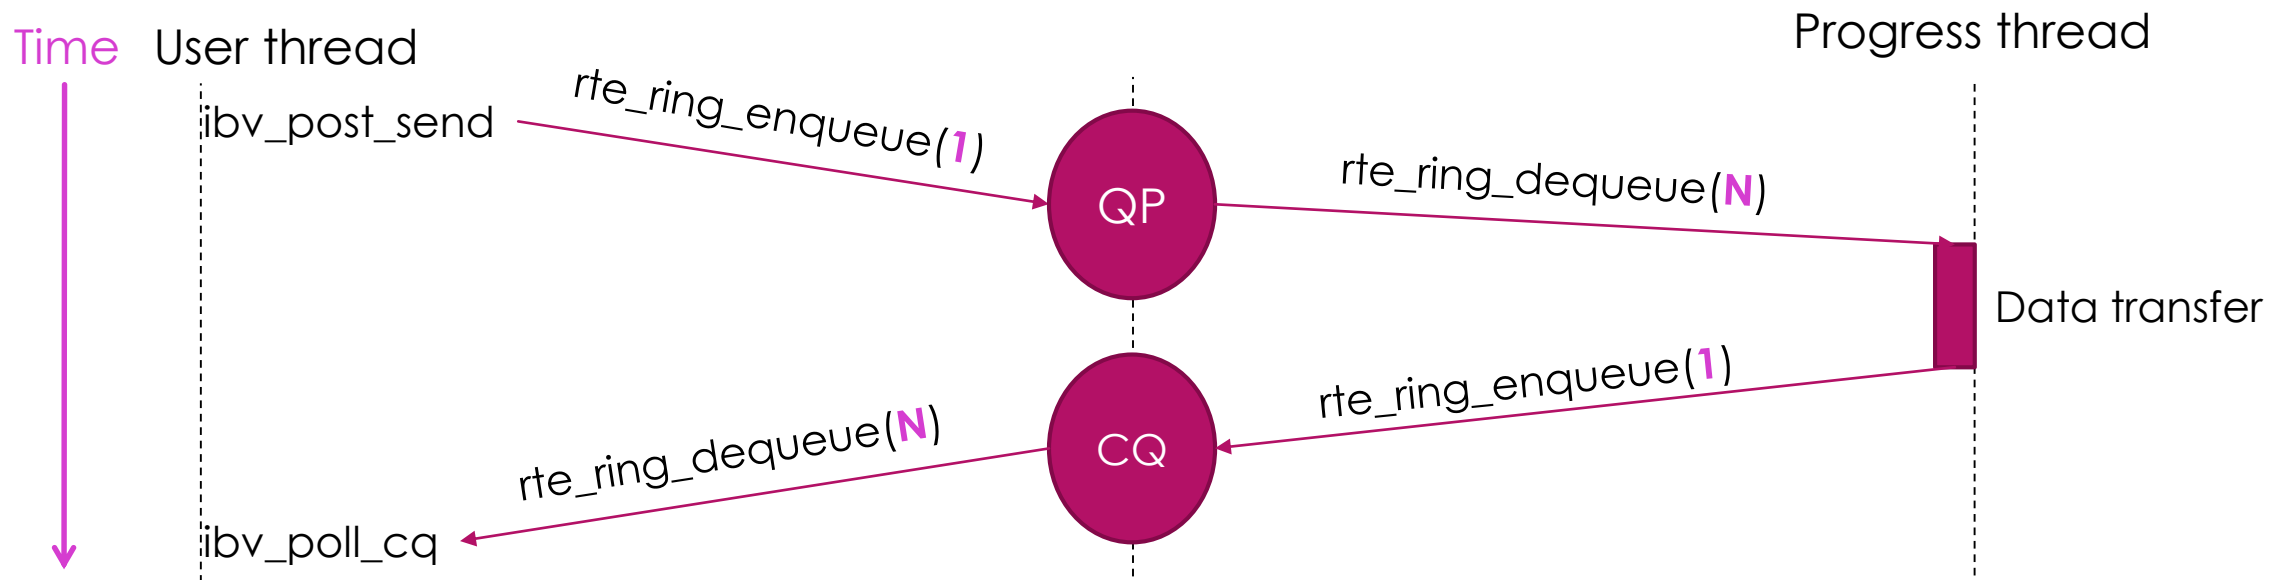 Time
User thread
Progress thread
ibv_post_send
rte_ring_enqueue(1)
QP
rte_ring_dequeue(N)
Data transfer
rte_ring_enqueue(1)
CQ
rte_ring_dequeue(N)
ibv_poll_cq